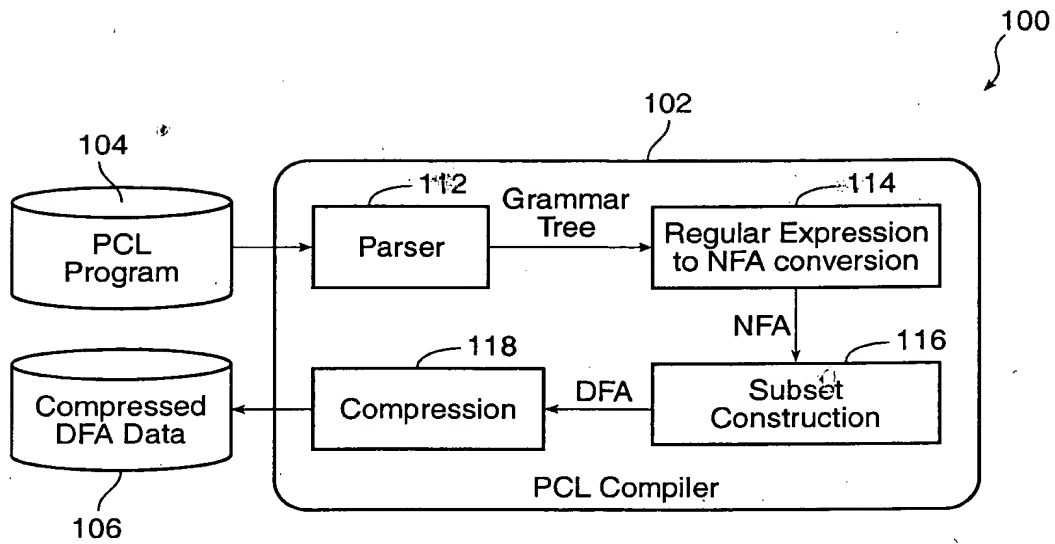 100
102
104
PCL
Program
112
Parser
Grammar
Tree
114
Regular Expression
to NFA conversion
NFA
116
Subset
Construction
DFA
118
Compression
Compressed
DFA Data
106
PCL Compiler